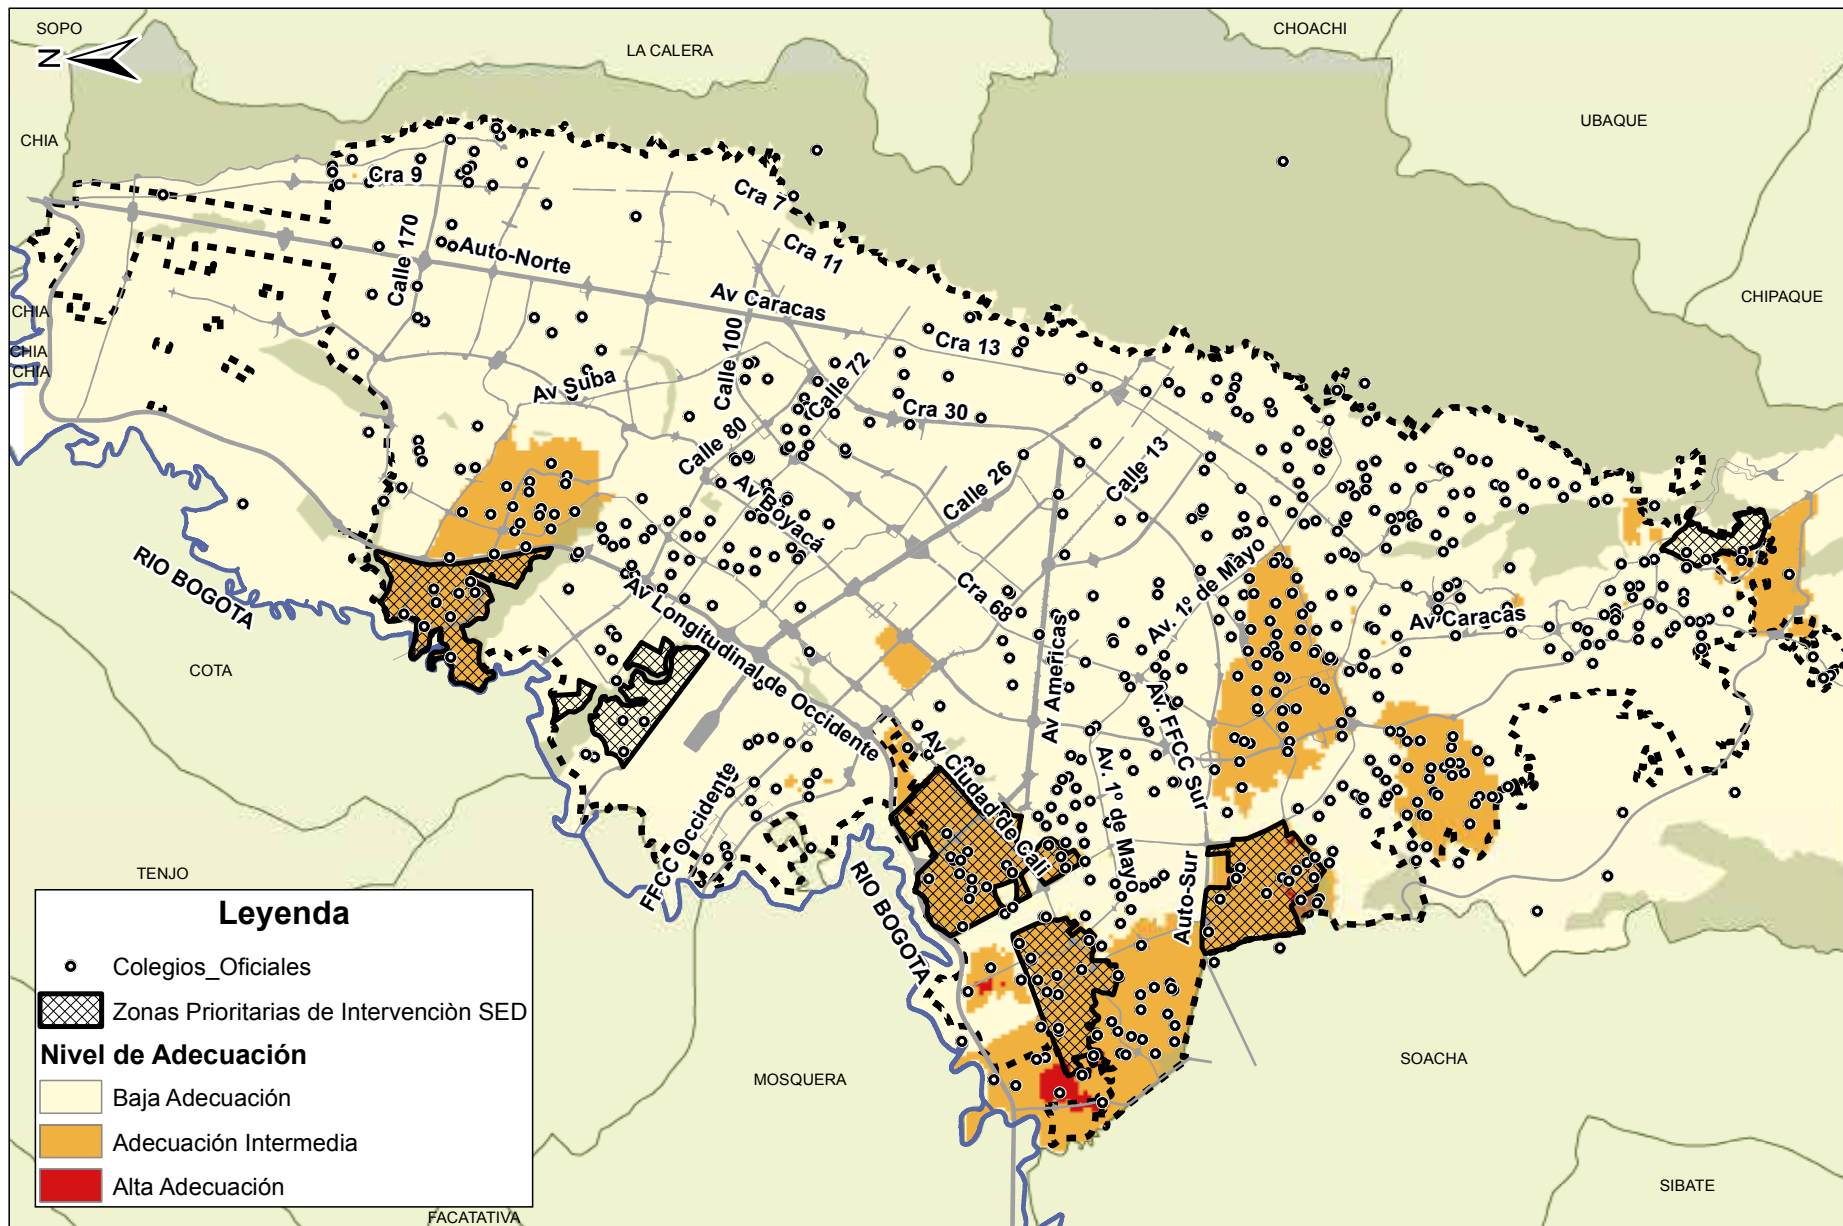 SOPO
CHOACHI
LA CALERA
N
UBAQUE
CHIA
Cra 9
Cra 7
Calle 170
Auto-Norte
Cra 11
CHIPAQUE
Av Caracas
CHIA
CHIA
CHIA
Calle 100
Cra 13
Av Suba
Calle 72
Cra 30
Calle 80
Calle 13
Calle 26
Av Boyacá
RIO BOGOTA
Av. 1º de Mayo
Cra 68
Av Longitudinal de Occidente
Av Caracas
Av Americas
COTA
Av. FFCC Sur
Av Ciudad de Cali
Av. 1º de Mayo
FFCC Occidente
Auto-Sur
RIO BOGOTA
TENJO
MOSQUERA
SOACHA
SIBATE
FACATATIVA
Leyenda
Colegios_Oficiales
Zonas Prioritarias de Intervenciòn SED
Nivel de Adecuación
Baja Adecuación
Adecuación Intermedia
Alta Adecuación